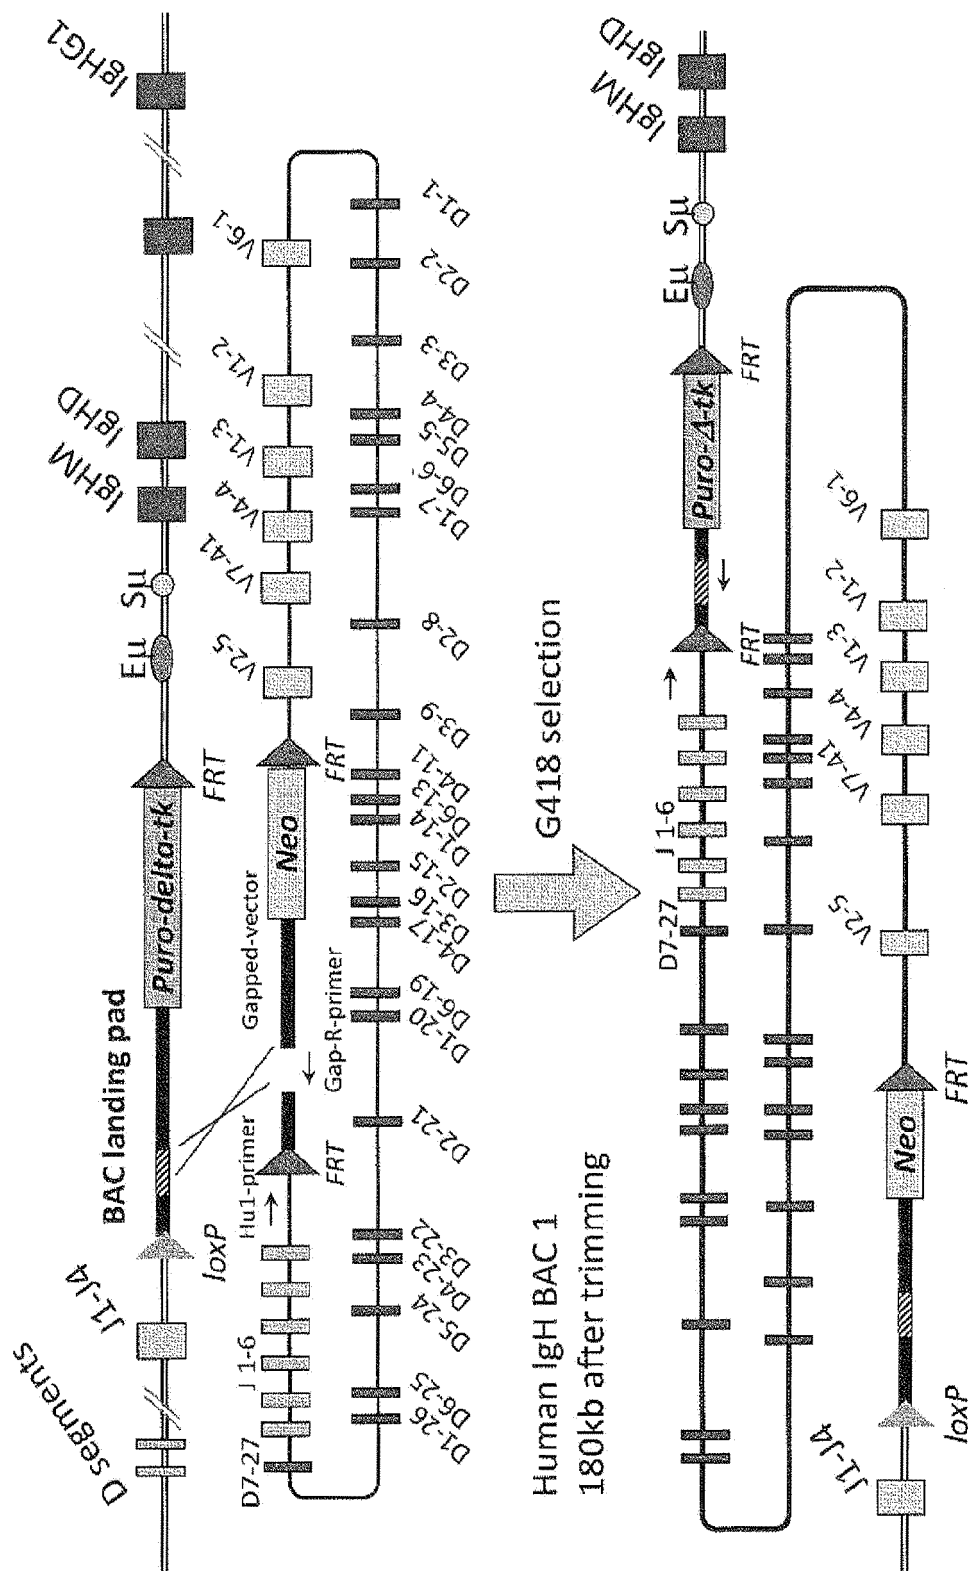 D segments
J1-J4
loxP
BAC landing pad
Puro-delta-tk
FRT
Eµ
Sµ
IgHM
IgHD
IgHG1
D7-27
J 1-6
Hu1-primer
FRT
Gap-R-primer
Gapped-vector
Neo
FRT
V2-5
V7-41
V4-4
V1-3
V1-2
V6-1
D1-26
D6-25
D5-24
D4-23
D3-22
D2-21
D1-20
D6-19
D4-17
D3-16
D2-15
D1-14
D6-13
D4-11
D3-9
D2-8
D1-7
D6-6
D5-5
D4-4
D3-3
D2-2
D1-1
Human IgH BAC 1
180kb after trimming
G418 selection
D7-27
J 1-6
FRT
Puro-Δ-tk
FRT
Eµ
Sµ
IgHM
IgHD
J1-J4
loxP
Neo
FRT
V2-5
V7-41
V4-4
V1-3
V1-2
V6-1